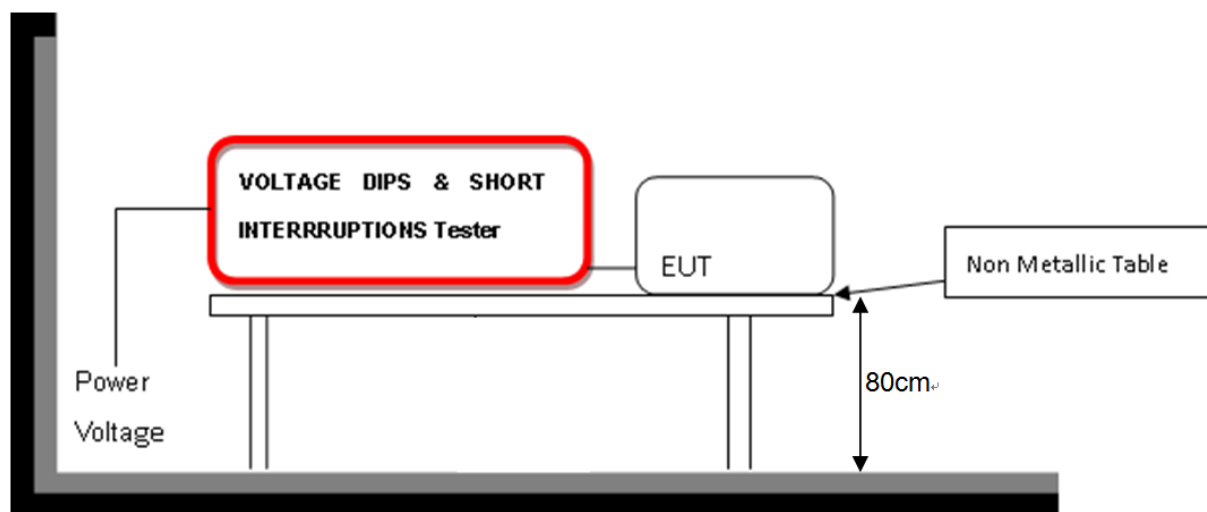 VOLTAGE DIPS & SHORT
INTERRRUPTIONS Tester
EUT
Non Metallic Table
Power
Voltage
80cm